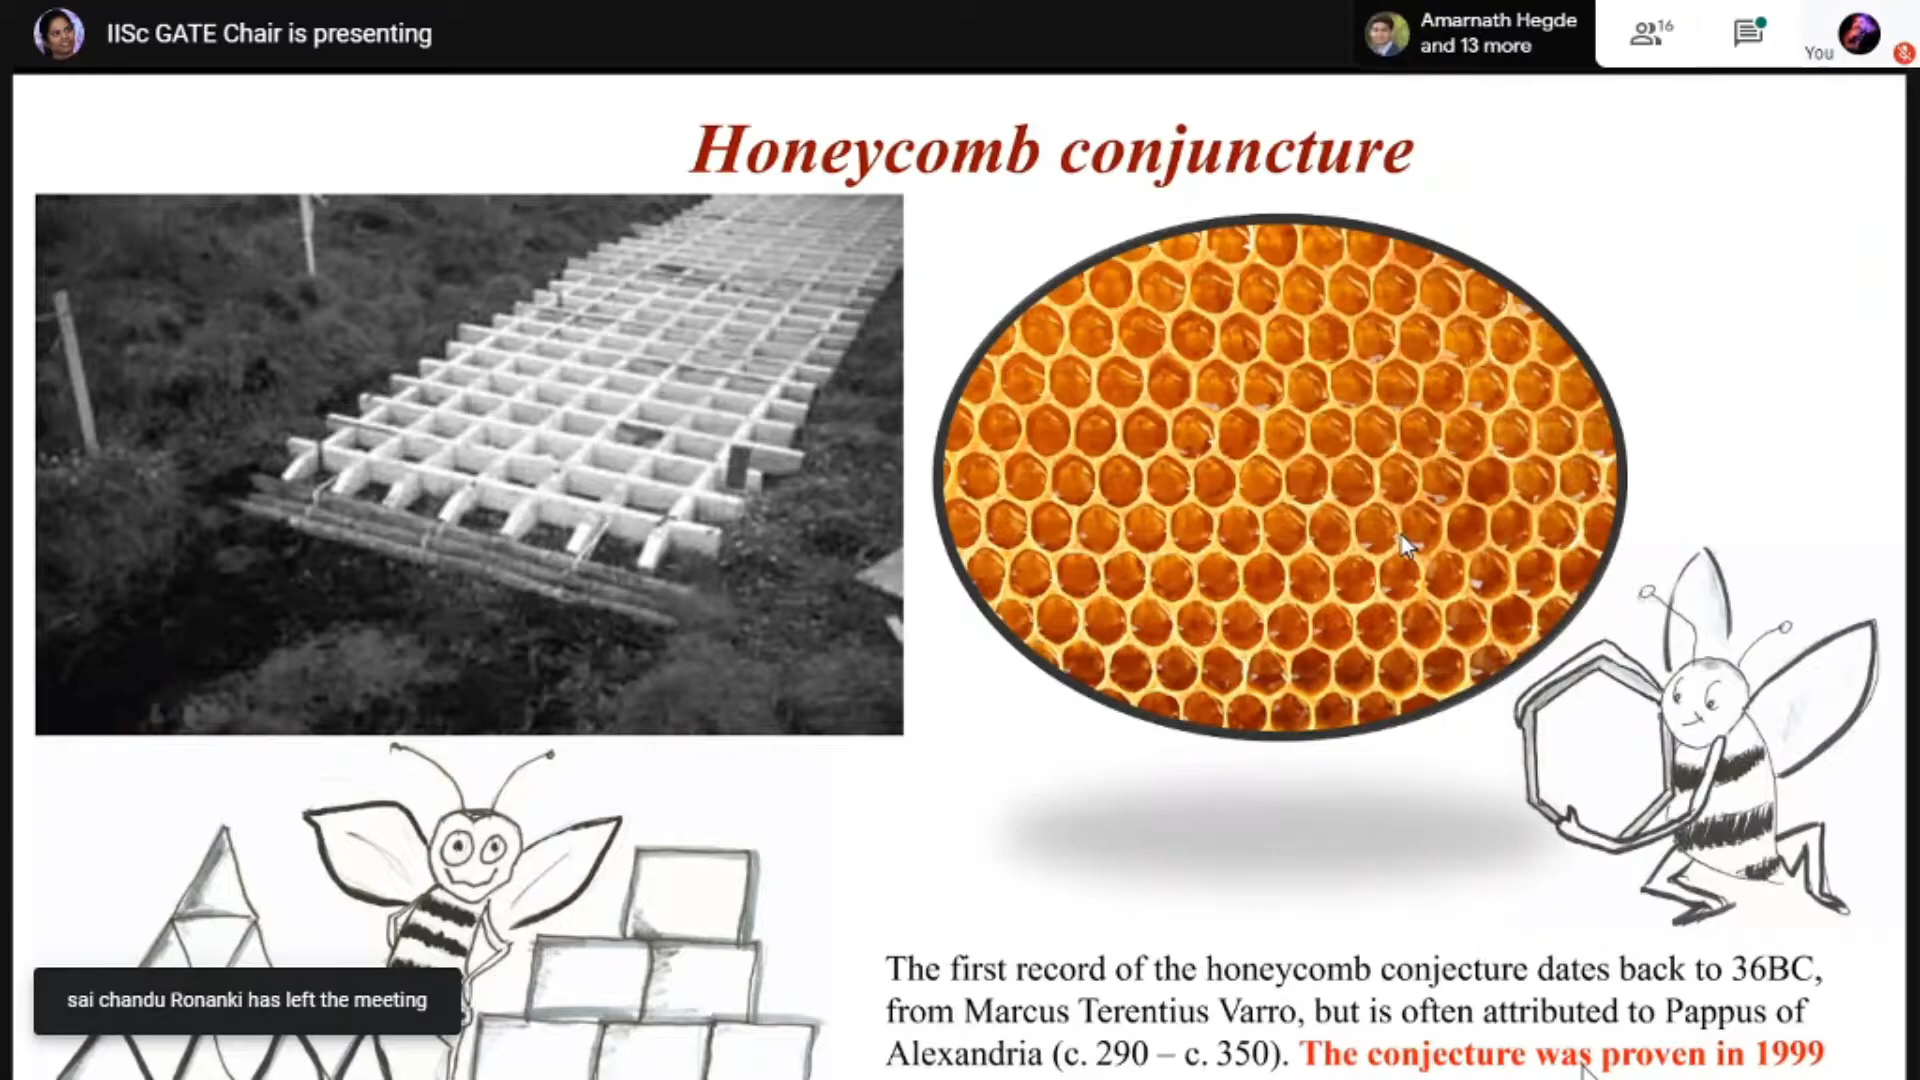 IISc GATE Chair is presenting
Amarnath Hegde
and 13 more
16
You
Honeycomb conjuncture
The first record of the honeycomb conjecture dates back to 36BC,
from Marcus Terentius Varro, but is often attributed to Pappus of
Alexandria (c. 290 – c. 350). The conjecture was proven in 1999
sai chandu Ronanki has left the meeting